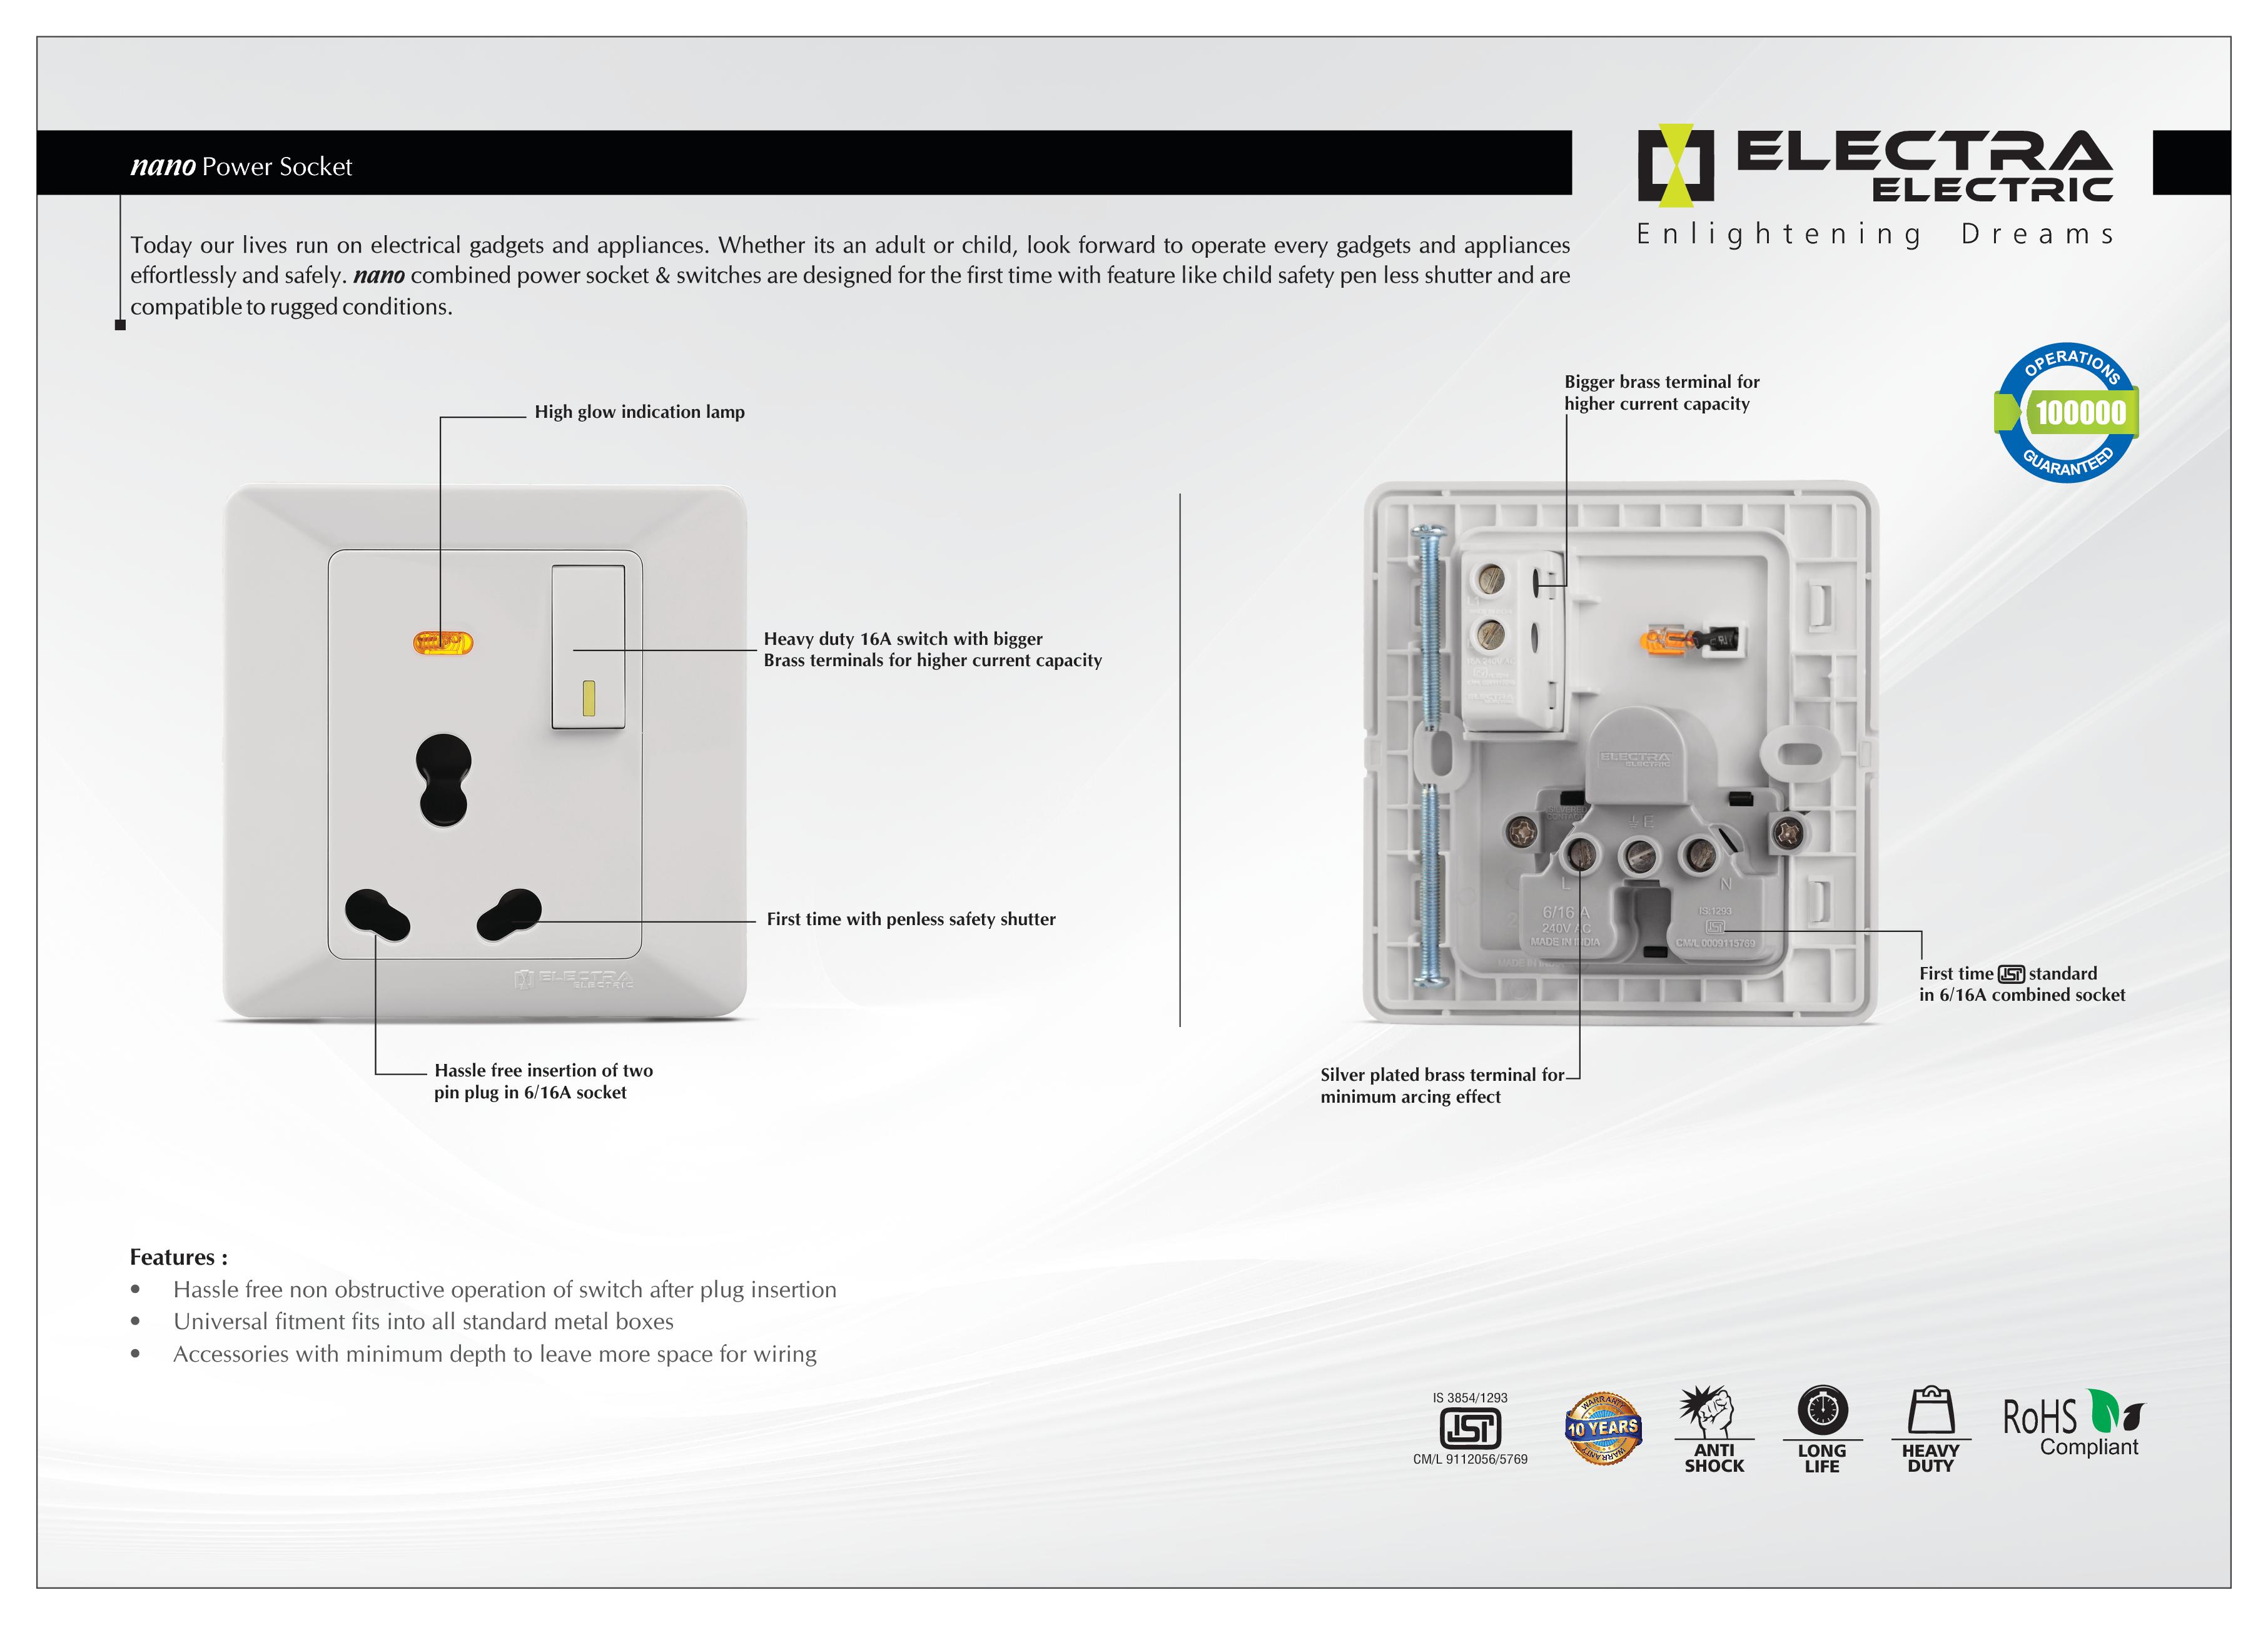 nano Power Socket
ELECTRA
ELECTRIC
Enlightening Dreams
Today our lives run on electrical gadgets and appliances. Whether its an adult or child, look forward to operate every gadgets and appliances
effortlessly and safely. nano combined power socket & switches are designed for the first time with feature like child safety pen less shutter and are
compatible to rugged conditions.
OPERATIONS
100000
GUARANTEED
High glow indication lamp
Heavy duty 16A switch with bigger
Brass terminals for higher current capacity
First time with penless safety shutter
ELECTRA
ELECTRIC
Hassle free insertion of two
pin plug in 6/16A socket
Bigger brass terminal for
higher current capacity
L1
ELECTRA
ELECTRA
ELECTRIC
E
L
N
6/16 A
240V AC
MADE IN INDIA
IS:1293
ISI
CM/L 0009115769
First time ISI standard
in 6/16A combined socket
Silver plated brass terminal for
minimum arcing effect
Features :
• Hassle free non obstructive operation of switch after plug insertion
• Universal fitment fits into all standard metal boxes
• Accessories with minimum depth to leave more space for wiring
IS 3854/1293
ISI
CM/L 9112056/5769
WARRANTY
10 YEARS
WARRANTY
ANTI
SHOCK
LONG
LIFE
HEAVY
DUTY
RoHS
Compliant